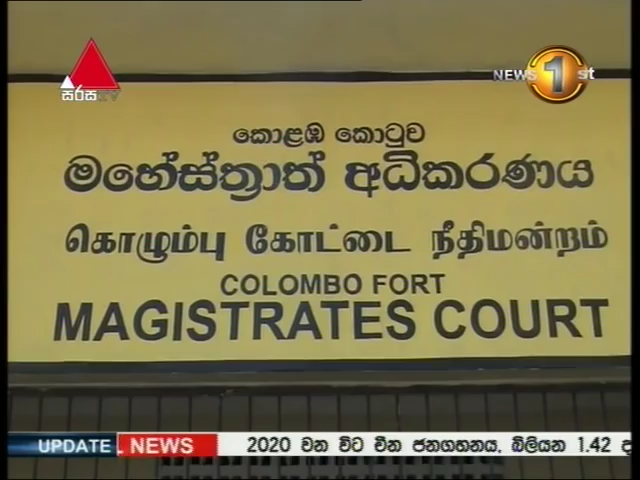 සිරස TV
NEWS 1st
කොළඹ කොටුව
මහේස්ත්‍රාත් අධිකරණය
கொழும்பு கோட்டை நீதிமன்றம்
COLOMBO FORT
MAGISTRATES COURT
UPDATE NEWS 2020 වන විට චීන ජනගහනය, බිලියන 1.42 ද